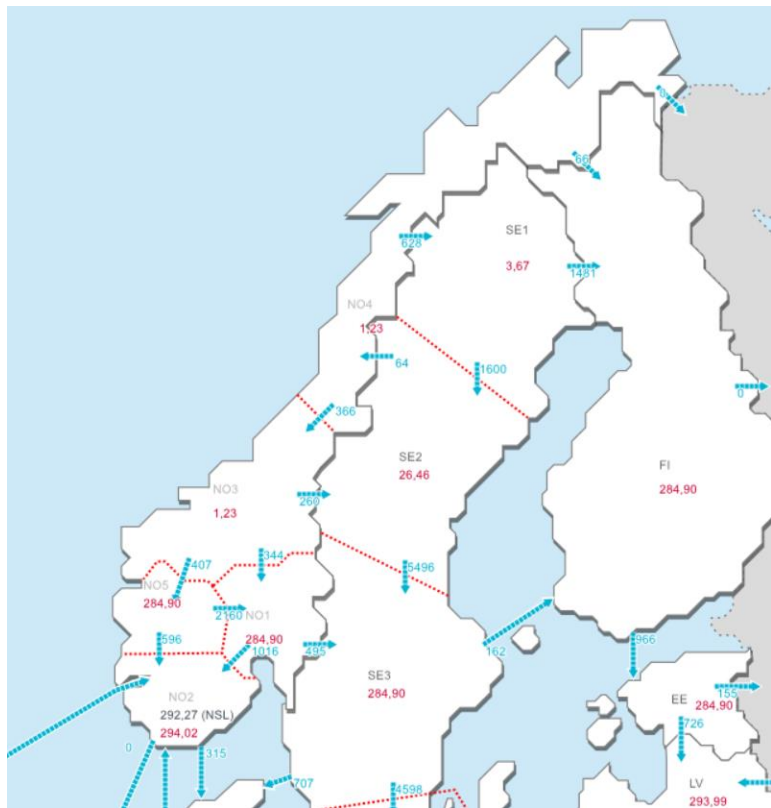 0
66
SE1
628
3,67
1481
NO4
1,23
64
1600
0
366
SE2
26,46
FI
284,90
NO3
1,23
260
344
407
5496
NO5
284,90
2160
NO1
284,90
596
1016
495
162
966
SE3
284,90
NO2
292,27 (NSL)
294,02
EE
155
284,90
726
0
315
707
4598
LV
293,99